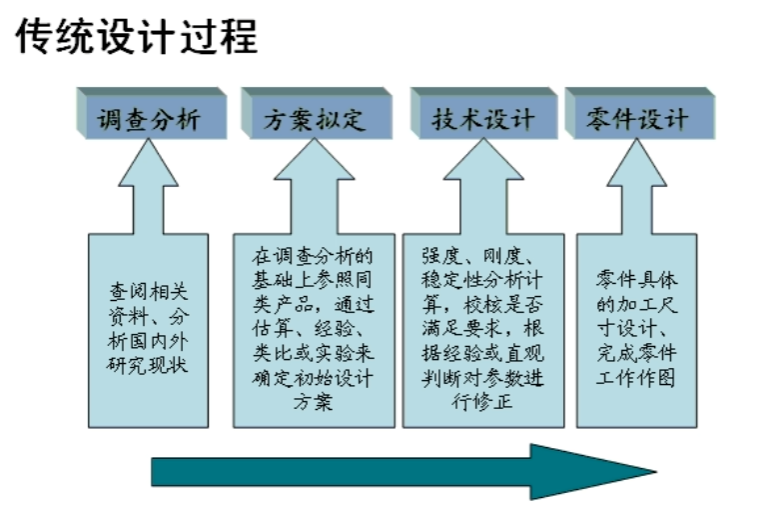 传统设计过程
调查分析
方案拟定
技术设计
零件设计
查阅相关
资料、分
析国内外
研究现状
在调查分析的
基础上参照同
类产品，通过
估算、经验、
类比或实验来
确定初始设计
方案
强度、刚度、
稳定性分析计
算，校核是否
满足要求，根
据经验或直观
判断对参数进
行修正
零件具体
的加工尺
寸设计、
完成零件
工作作图